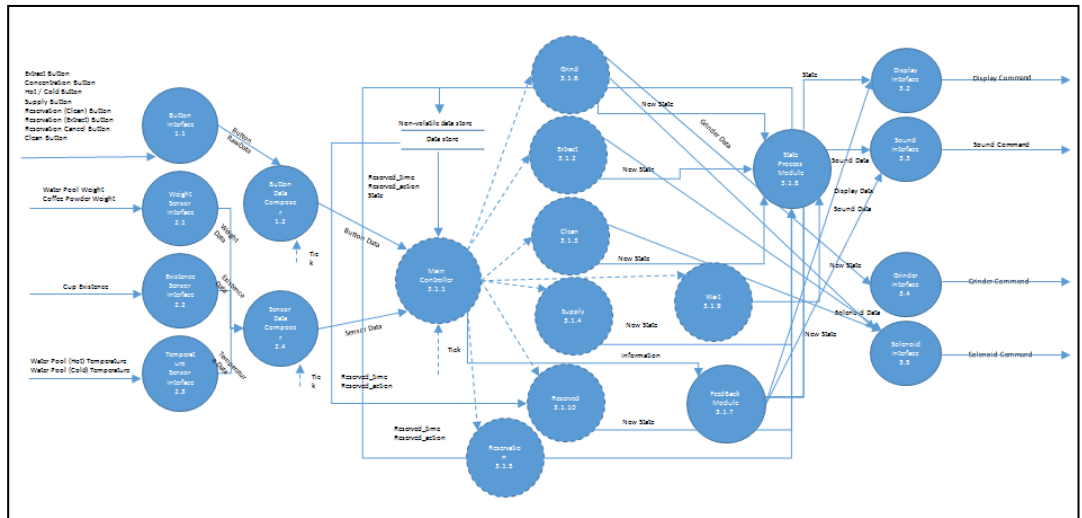 Extract Button
Concentration Button
Hot / Cold Button
Supply Button
Reservation (Clean) Button
Reservation (Extract) Button
Reservation Cancel Button
Clean Button
Button
Interface
1.1
Button
RawData
Water Pool Weight
Coffee Powder Weight
Weight
Sensor
Interface
2.1
Weight
Data
Button
Data
Compose
r
1.2
Tic
k
Button Data
Cup Existence
Existence
Sensor
Interface
2.2
Existence
Data
Sensor
Data
Compose
r
2.4
Tic
k
Sensor Data
Water Pool (Hot) Temperature
Water Pool (Cold) Temperature
Temperat
ure
Sensor
Interface
2.3
Temperatur
e Data
Non-volatile data store
Data store
Reserved_time
Reserved_action
State
Main
Controller
3.1.1
Tick
Reserved_time
Reserved_action
Reserved_time
Reserved_action
Reservatio
n
3.1.5
Grind
3.1.6
New State
Grinder Data
Extract
3.1.2
New State
Clean
3.1.3
New State
Supply
3.1.4
New State
Wait
3.1.9
Information
Reserved
3.1.10
New State
FeedBack
Module
3.1.7
State
Process
Module
3.1.8
State
Sound Data
Display Data
Sound Data
New State
Solenoid Data
New State
Display
Interface
3.2
Display Command
Sound
Interface
3.3
Sound Command
Grinder
Interface
3.4
Grinder Command
Solenoid
Interface
3.5
Solenoid Command